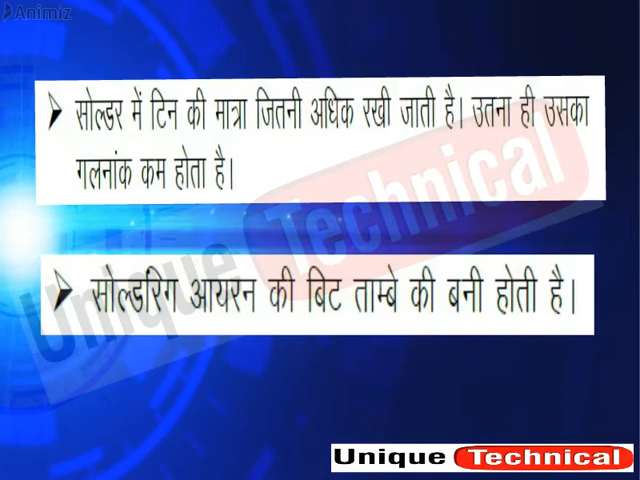 Animiz
➤ सोल्डर में टिन की मात्रा जितनी अधिक रखी जाती है। उतना ही उसका
गलनांक कम होता है।
➤ सोल्डरिंग आयरन की बिट ताम्बे की बनी होती है।
Unique Technical
Unique Technical